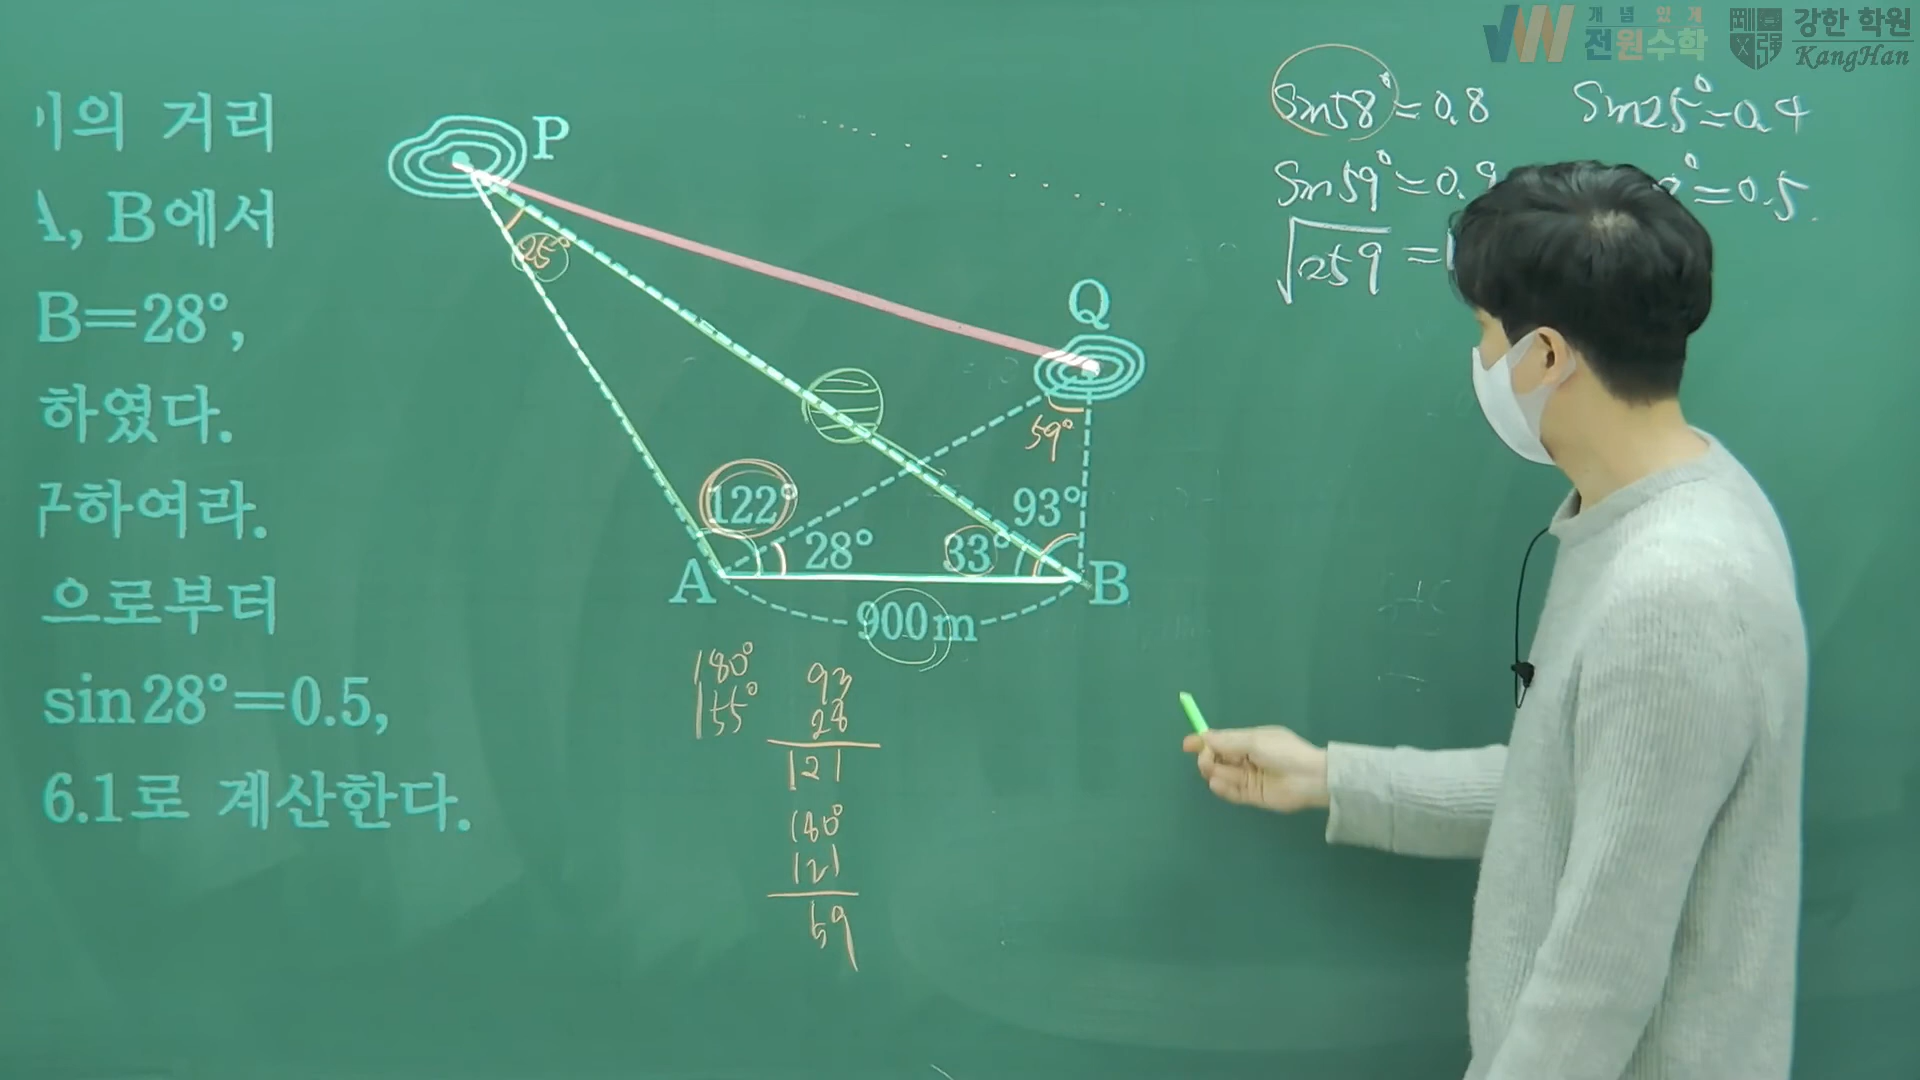 개념있게
전원수학
강한 학원
KangHan
의 거리
A, B에서
B=28°,
하였다.
구하여라.
으로부터
sin28°=0.5,
6.1로 계산한다.
P
Q
25°
59°
122°
28°
33°
93°
A
B
900m
180°
155°
93
28
121
180°
121
59
sin58°=0.8
sin25°=0.4
sin59°=0.9
°=0.5
√259 =